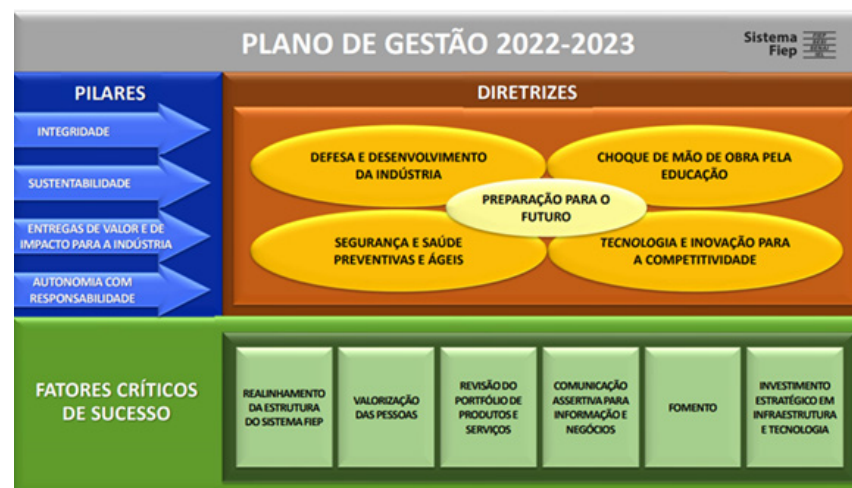 PLANO DE GESTÃO 2022-2023
Sistema
Fiep
PILARES
INTEGRIDADE
SUSTENTABILIDADE
ENTREGAS DE VALOR E DE
IMPACTO PARA A INDÚSTRIA
AUTONOMIA COM
RESPONSABILIDADE
DIRETRIZES
DEFESA E DESENVOLVIMENTO
DA INDÚSTRIA
CHOQUE DE MÃO DE OBRA PELA
EDUCAÇÃO
PREPARAÇÃO PARA O
FUTURO
SEGURANÇA E SAÚDE
PREVENTIVAS E ÁGEIS
TECNOLOGIA E INOVAÇÃO PARA
A COMPETITIVIDADE
FATORES CRÍTICOS
DE SUCESSO
REALINHAMENTO
DA ESTRUTURA
DO SISTEMA FIEP
VALORIZAÇÃO
DAS PESSOAS
REVISÃO DO
PORTFÓLIO DE
PRODUTOS E
SERVIÇOS
COMUNICAÇÃO
ASSERTIVA PARA
INFORMAÇÃO E
NEGÓCIOS
FOMENTO
INVESTIMENTO
ESTRATÉGICO EM
INFRAESTRUTURA
E TECNOLOGIA